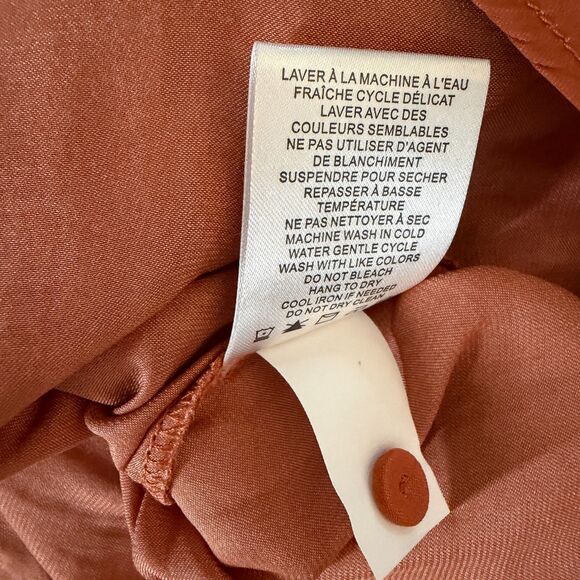 LAVER À LA MACHINE À L'EAU
FRAÎCHE CYCLE DÉLICAT
LAVER AVEC DES
COULEURS SEMBLABLES
NE PAS UTILISER D'AGENT
DE BLANCHIMENT
SUSPENDRE POUR SECHER
REPASSER À BASSE
TEMPÉRATURE
NE PAS NETTOYER À SEC
MACHINE WASH IN COLD
WATER GENTLE CYCLE
WASH WITH LIKE COLORS
DO NOT BLEACH
HANG TO DRY
COOL IRON IF NEEDED
DO NOT DRY CLEAN